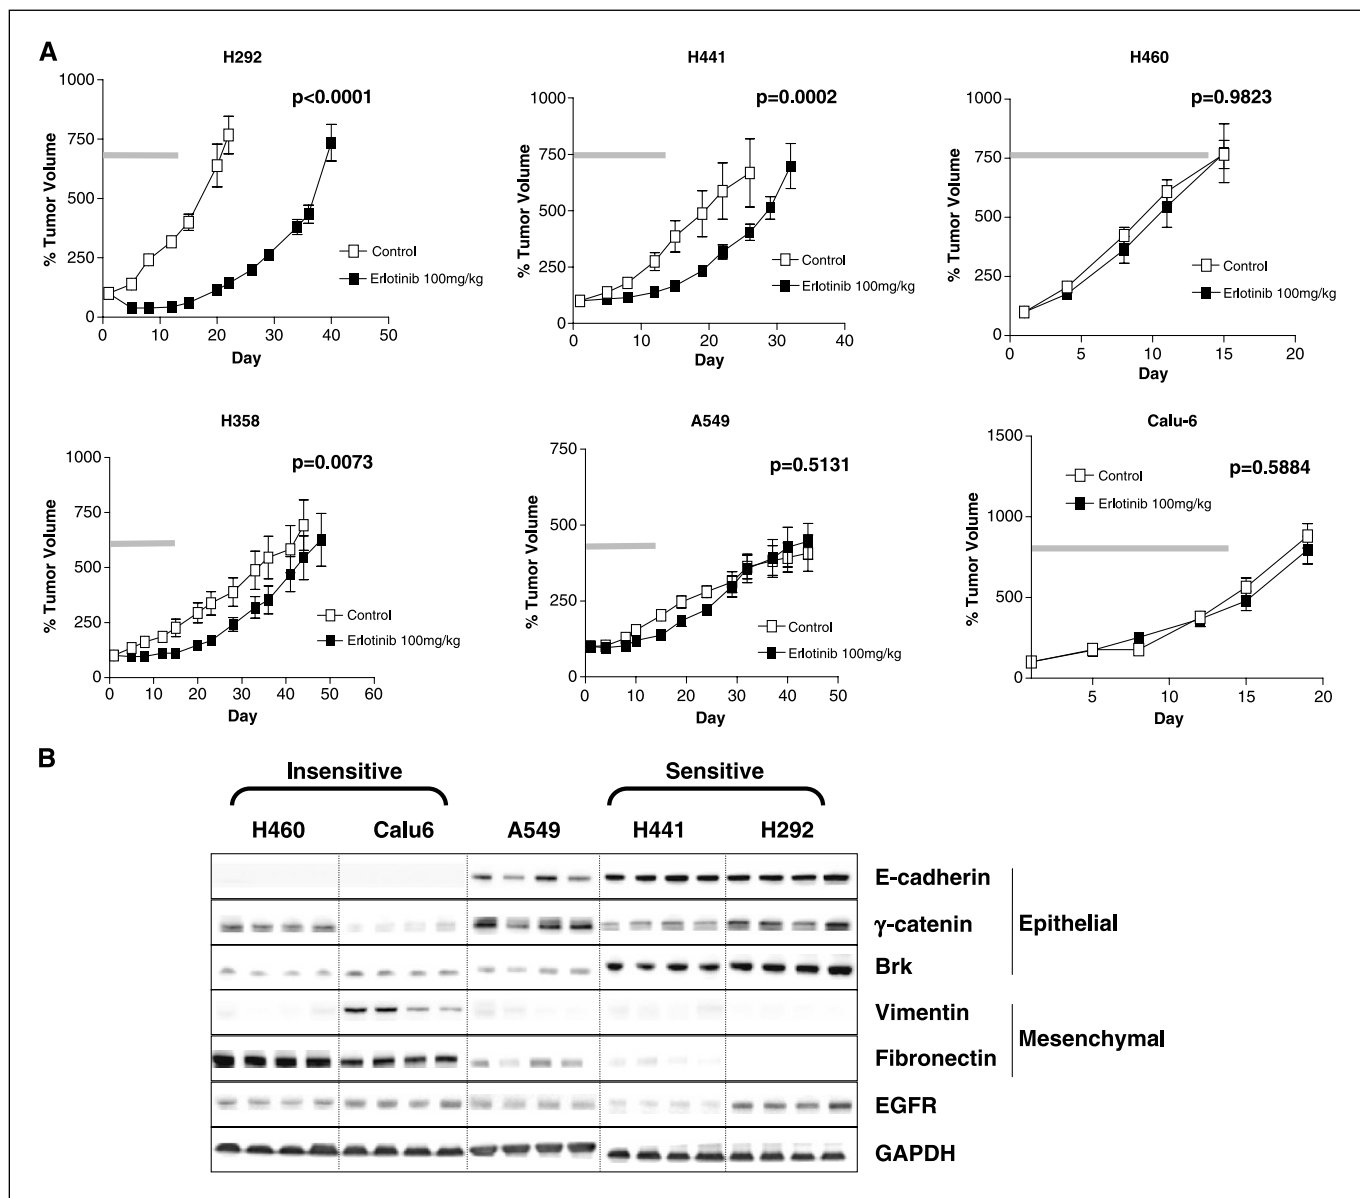 A
H292
p<0.0001
% Tumor Volume
1000
750
500
250
0
0 10 20 30 40 50
Day
Control
Erlotinib 100mg/kg
H441
p=0.0002
% Tumor Volume
1000
750
500
250
0
0 10 20 30 40
Day
Control
Erlotinib 100mg/kg
H460
p=0.9823
% Tumor Volume
1000
750
500
250
0
0 5 10 15 20
Day
Control
Erlotinib 100mg/kg
H358
p=0.0073
% Tumor Volume
1000
750
500
250
0
0 10 20 30 40 50 60
Day
Control
Erlotinib 100mg/kg
A549
p=0.5131
% Tumor Volume
750
500
250
0
0 10 20 30 40 50
Day
Control
Erlotinib 100mg/kg
Calu-6
p=0.5884
% Tumor Volume
1500
1000
500
0
5 10 15 20
Day
Control
Erlotinib 100mg/kg
B
Insensitive Sensitive
H460 Calu6 A549 H441 H292
E-cadherin
γ-catenin
Brk
Epithelial
Vimentin
Fibronectin
Mesenchymal
EGFR
GAPDH